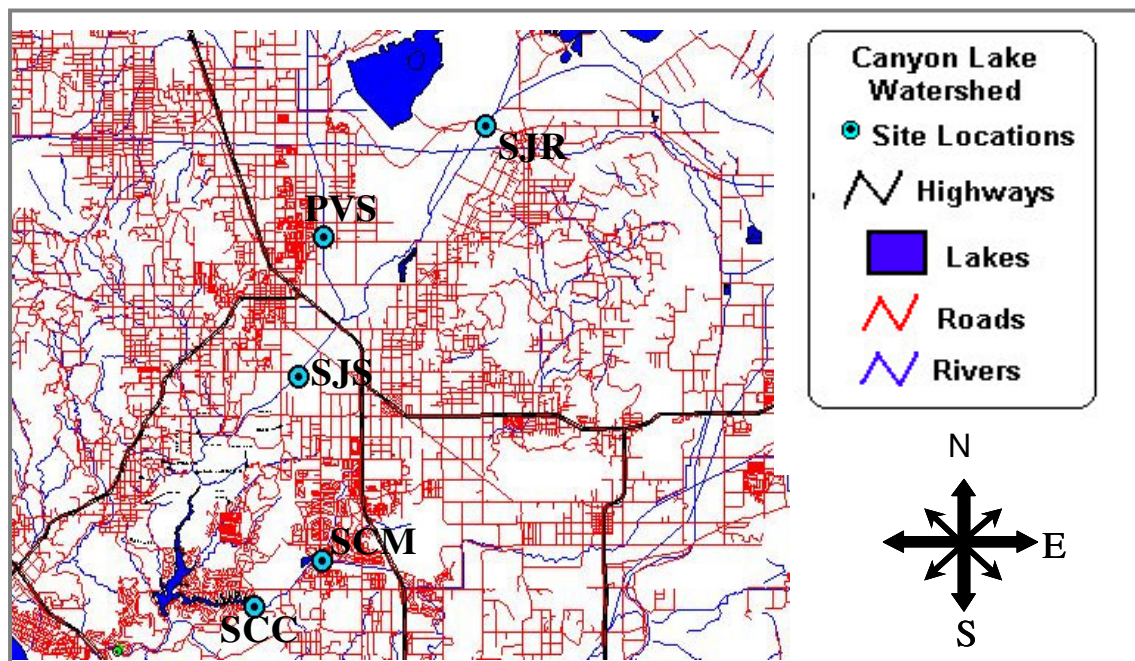 SJR
PVS
SJS
SCM
SCC
Canyon Lake
Watershed
Site Locations
Highways
Lakes
Roads
Rivers
N
E
S